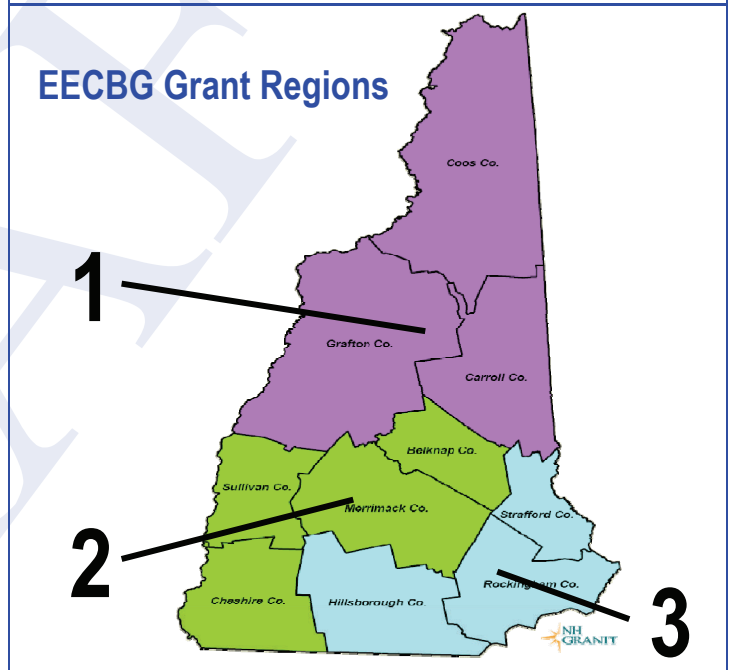 EECBG Grant Regions
Coos Co.
1
Grafton Co.
Carroll Co.
Belknap Co.
Sullivan Co.
Merrimack Co.
Strafford Co.
2
Rockingham Co.
Cheshire Co.
Hillsborough Co.
3
NH
GRANIT